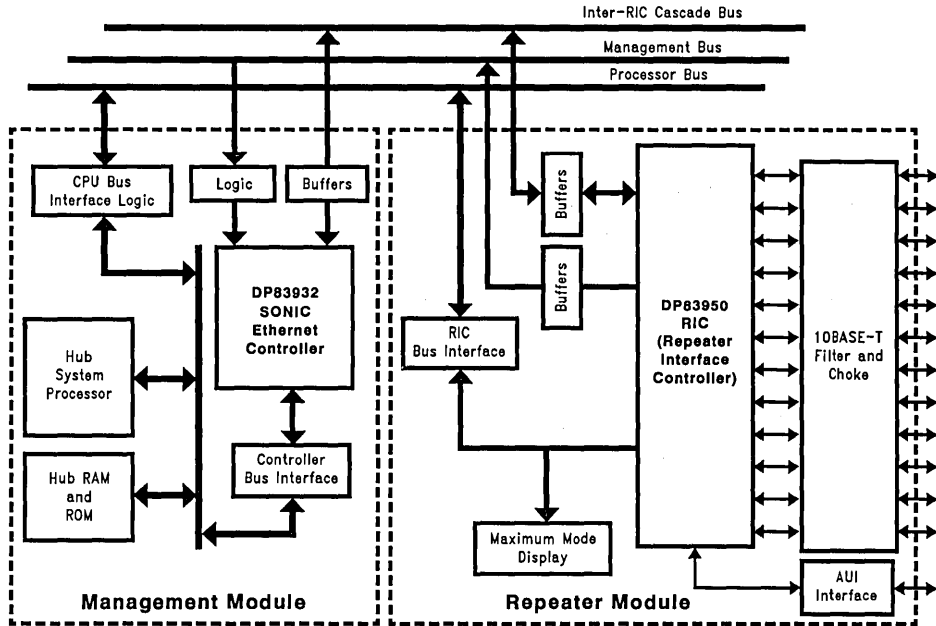 Inter-RIC Cascade Bus
Management Bus
Processor Bus
CPU Bus
Interface Logic
Logic
Buffers
DP83932
SONIC
Ethernet
Controller
Hub
System
Processor
Hub RAM
and
ROM
Controller
Bus Interface
Management Module
Buffers
Buffers
RIC
Bus Interface
Maximum Mode
Display
DP83950
RIC
(Repeater
Interface
Controller)
10BASE-T
Filter and
Choke
AUI
Interface
Repeater Module